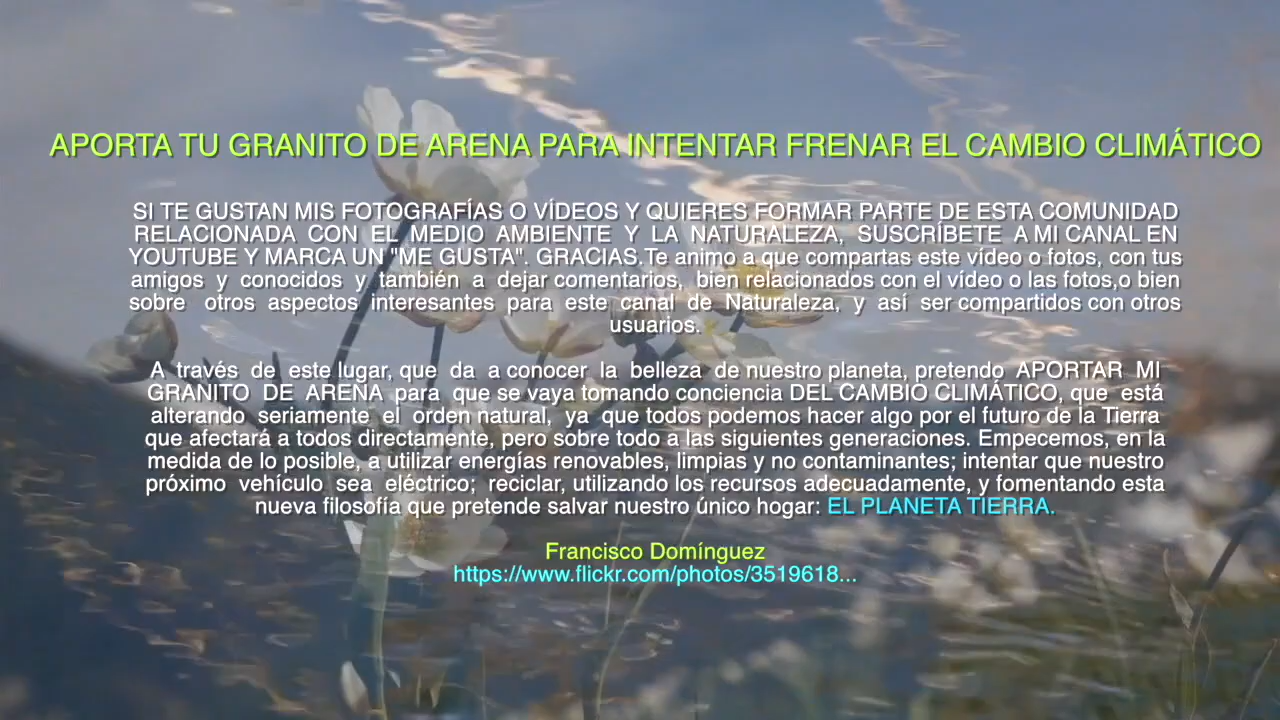 APORTA TU GRANITO DE ARENA PARA INTENTAR FRENAR EL CAMBIO CLIMÁTICO
SI TE GUSTAN MIS FOTOGRAFÍAS O VÍDEOS Y QUIERES FORMAR PARTE DE ESTA COMUNIDAD
RELACIONADA CON EL MEDIO AMBIENTE Y LA NATURALEZA, SUSCRÍBETE A MI CANAL EN
YOUTUBE Y MARCA UN "ME GUSTA". GRACIAS.Te animo a que compartas este vídeo o fotos, con tus
amigos y conocidos y también a dejar comentarios, bien relacionados con el vídeo o las fotos,o bien
sobre otros aspectos interesantes para este canal de Naturaleza, y así ser compartidos con otros
usuarios.
A través de este lugar, que da a conocer la belleza de nuestro planeta, pretendo APORTAR MI
GRANITO DE ARENA para que se vaya tomando conciencia DEL CAMBIO CLIMÁTICO, que está
alterando seriamente el orden natural, ya que todos podemos hacer algo por el futuro de la Tierra
que afectará a todos directamente, pero sobre todo a las siguientes generaciones. Empecemos, en la
medida de lo posible, a utilizar energías renovables, limpias y no contaminantes; intentar que nuestro
próximo vehículo sea eléctrico; reciclar, utilizando los recursos adecuadamente, y fomentando esta
nueva filosofía que pretende salvar nuestro único hogar: EL PLANETA TIERRA.
Francisco Domínguez
https://www.flickr.com/photos/3519618...